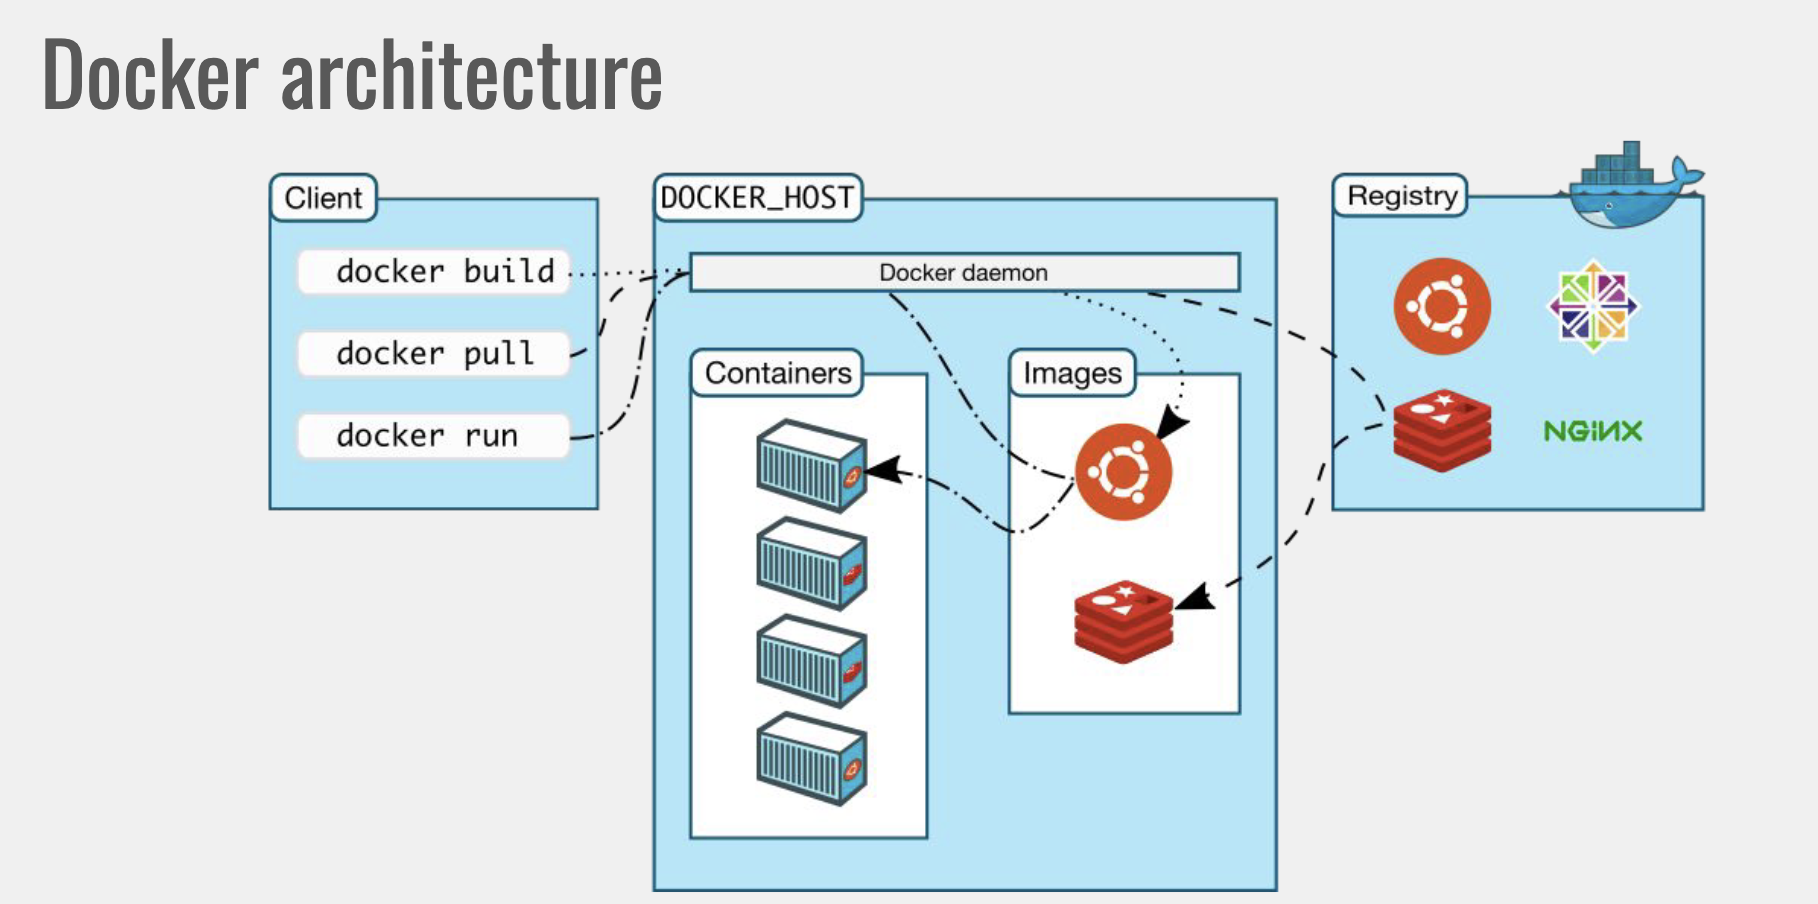 Docker architecture
Client
docker build
docker pull
docker run
DOCKER_HOST
Docker daemon
Containers
Images
Registry
NGiNX